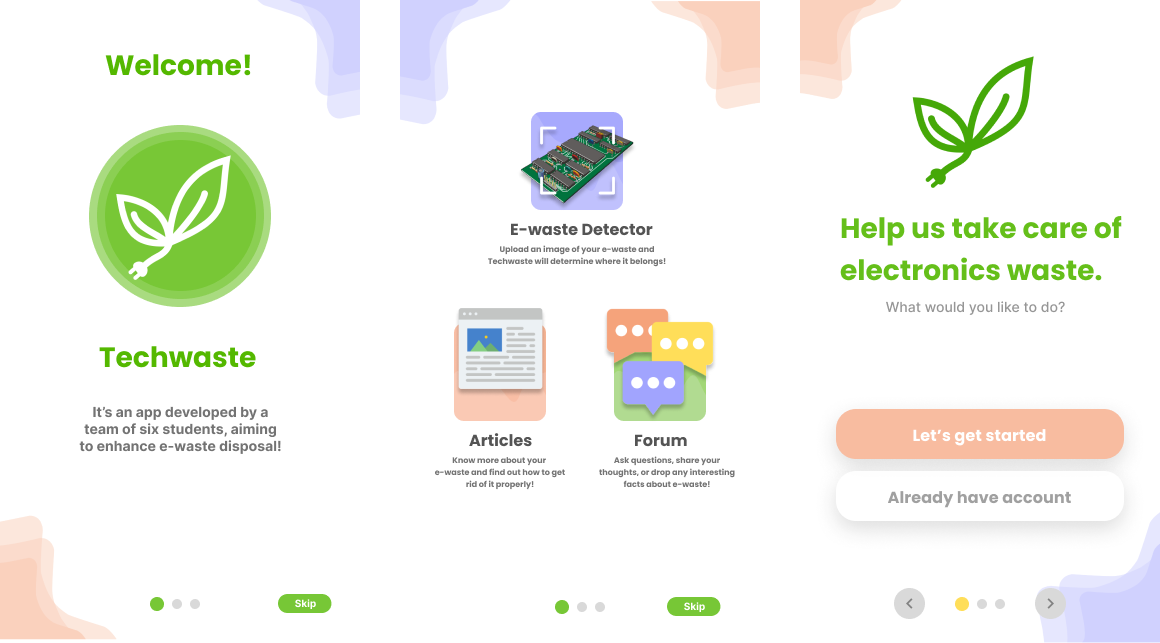 Welcome!
Techwaste
It’s an app developed by a
team of six students, aiming
to enhance e-waste disposal!
Skip
E-waste Detector
Upload an image of your e-waste and
Techwaste will determine where it belongs!
Articles
Know more about your
e-waste and find out how to get
rid of it properly!
Forum
Ask questions, share your
thoughts, or drop any interesting
facts about e-waste!
Skip
Help us take care of
electronics waste.
What would you like to do?
Let’s get started
Already have account